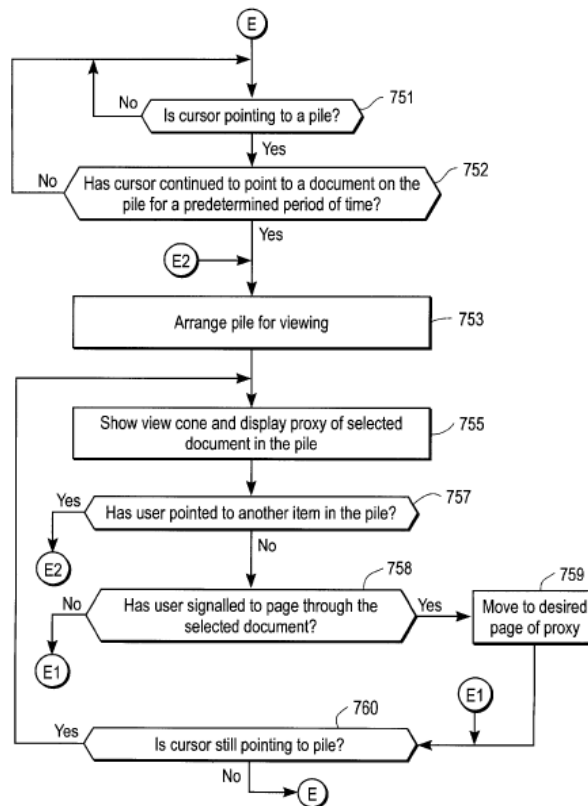 E
751
No
Is cursor pointing to a pile?
Yes
752
No
Has cursor continued to point to a document on the
pile for a predetermined period of time?
Yes
E2
753
Arrange pile for viewing
755
Show view cone and display proxy of selected
document in the pile
757
Yes
Has user pointed to another item in the pile?
E2
No
758
759
No
Has user signalled to page through the
selected document?
Yes
Move to desired
page of proxy
E1
E1
760
Yes
Is cursor still pointing to pile?
No
E